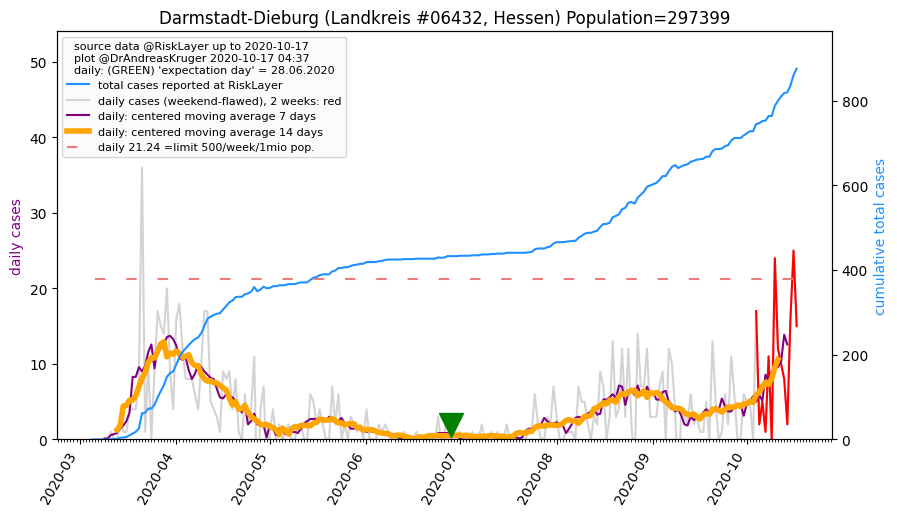 Darmstadt-Dieburg (Landkreis #06432, Hessen) Population=297399
source data @RiskLayer up to 2020-10-17
plot @DrAndreasKruger 2020-10-17 04:37
daily: (GREEN) 'expectation day' = 28.06.2020
total cases reported at RiskLayer
daily cases (weekend-flawed), 2 weeks: red
daily: centered moving average 7 days
daily: centered moving average 14 days
daily 21.24 =limit 500/week/1mio pop.
daily cases
50
40
30
20
10
0
cumulative total cases
800
600
400
200
0
2020-03
2020-04
2020-05
2020-06
2020-07
2020-08
2020-09
2020-10